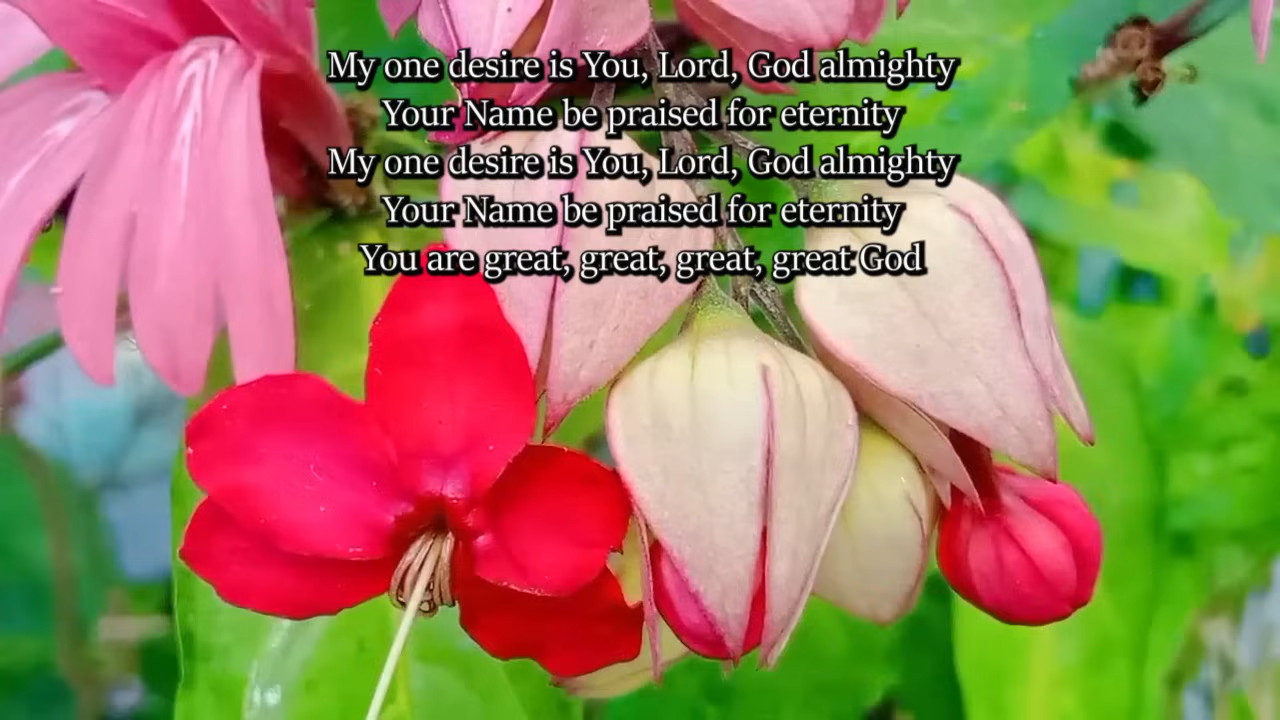 My one desire is You, Lord, God almighty
Your Name be praised for eternity
My one desire is You, Lord, God almighty
Your Name be praised for eternity
You are great, great, great, great God